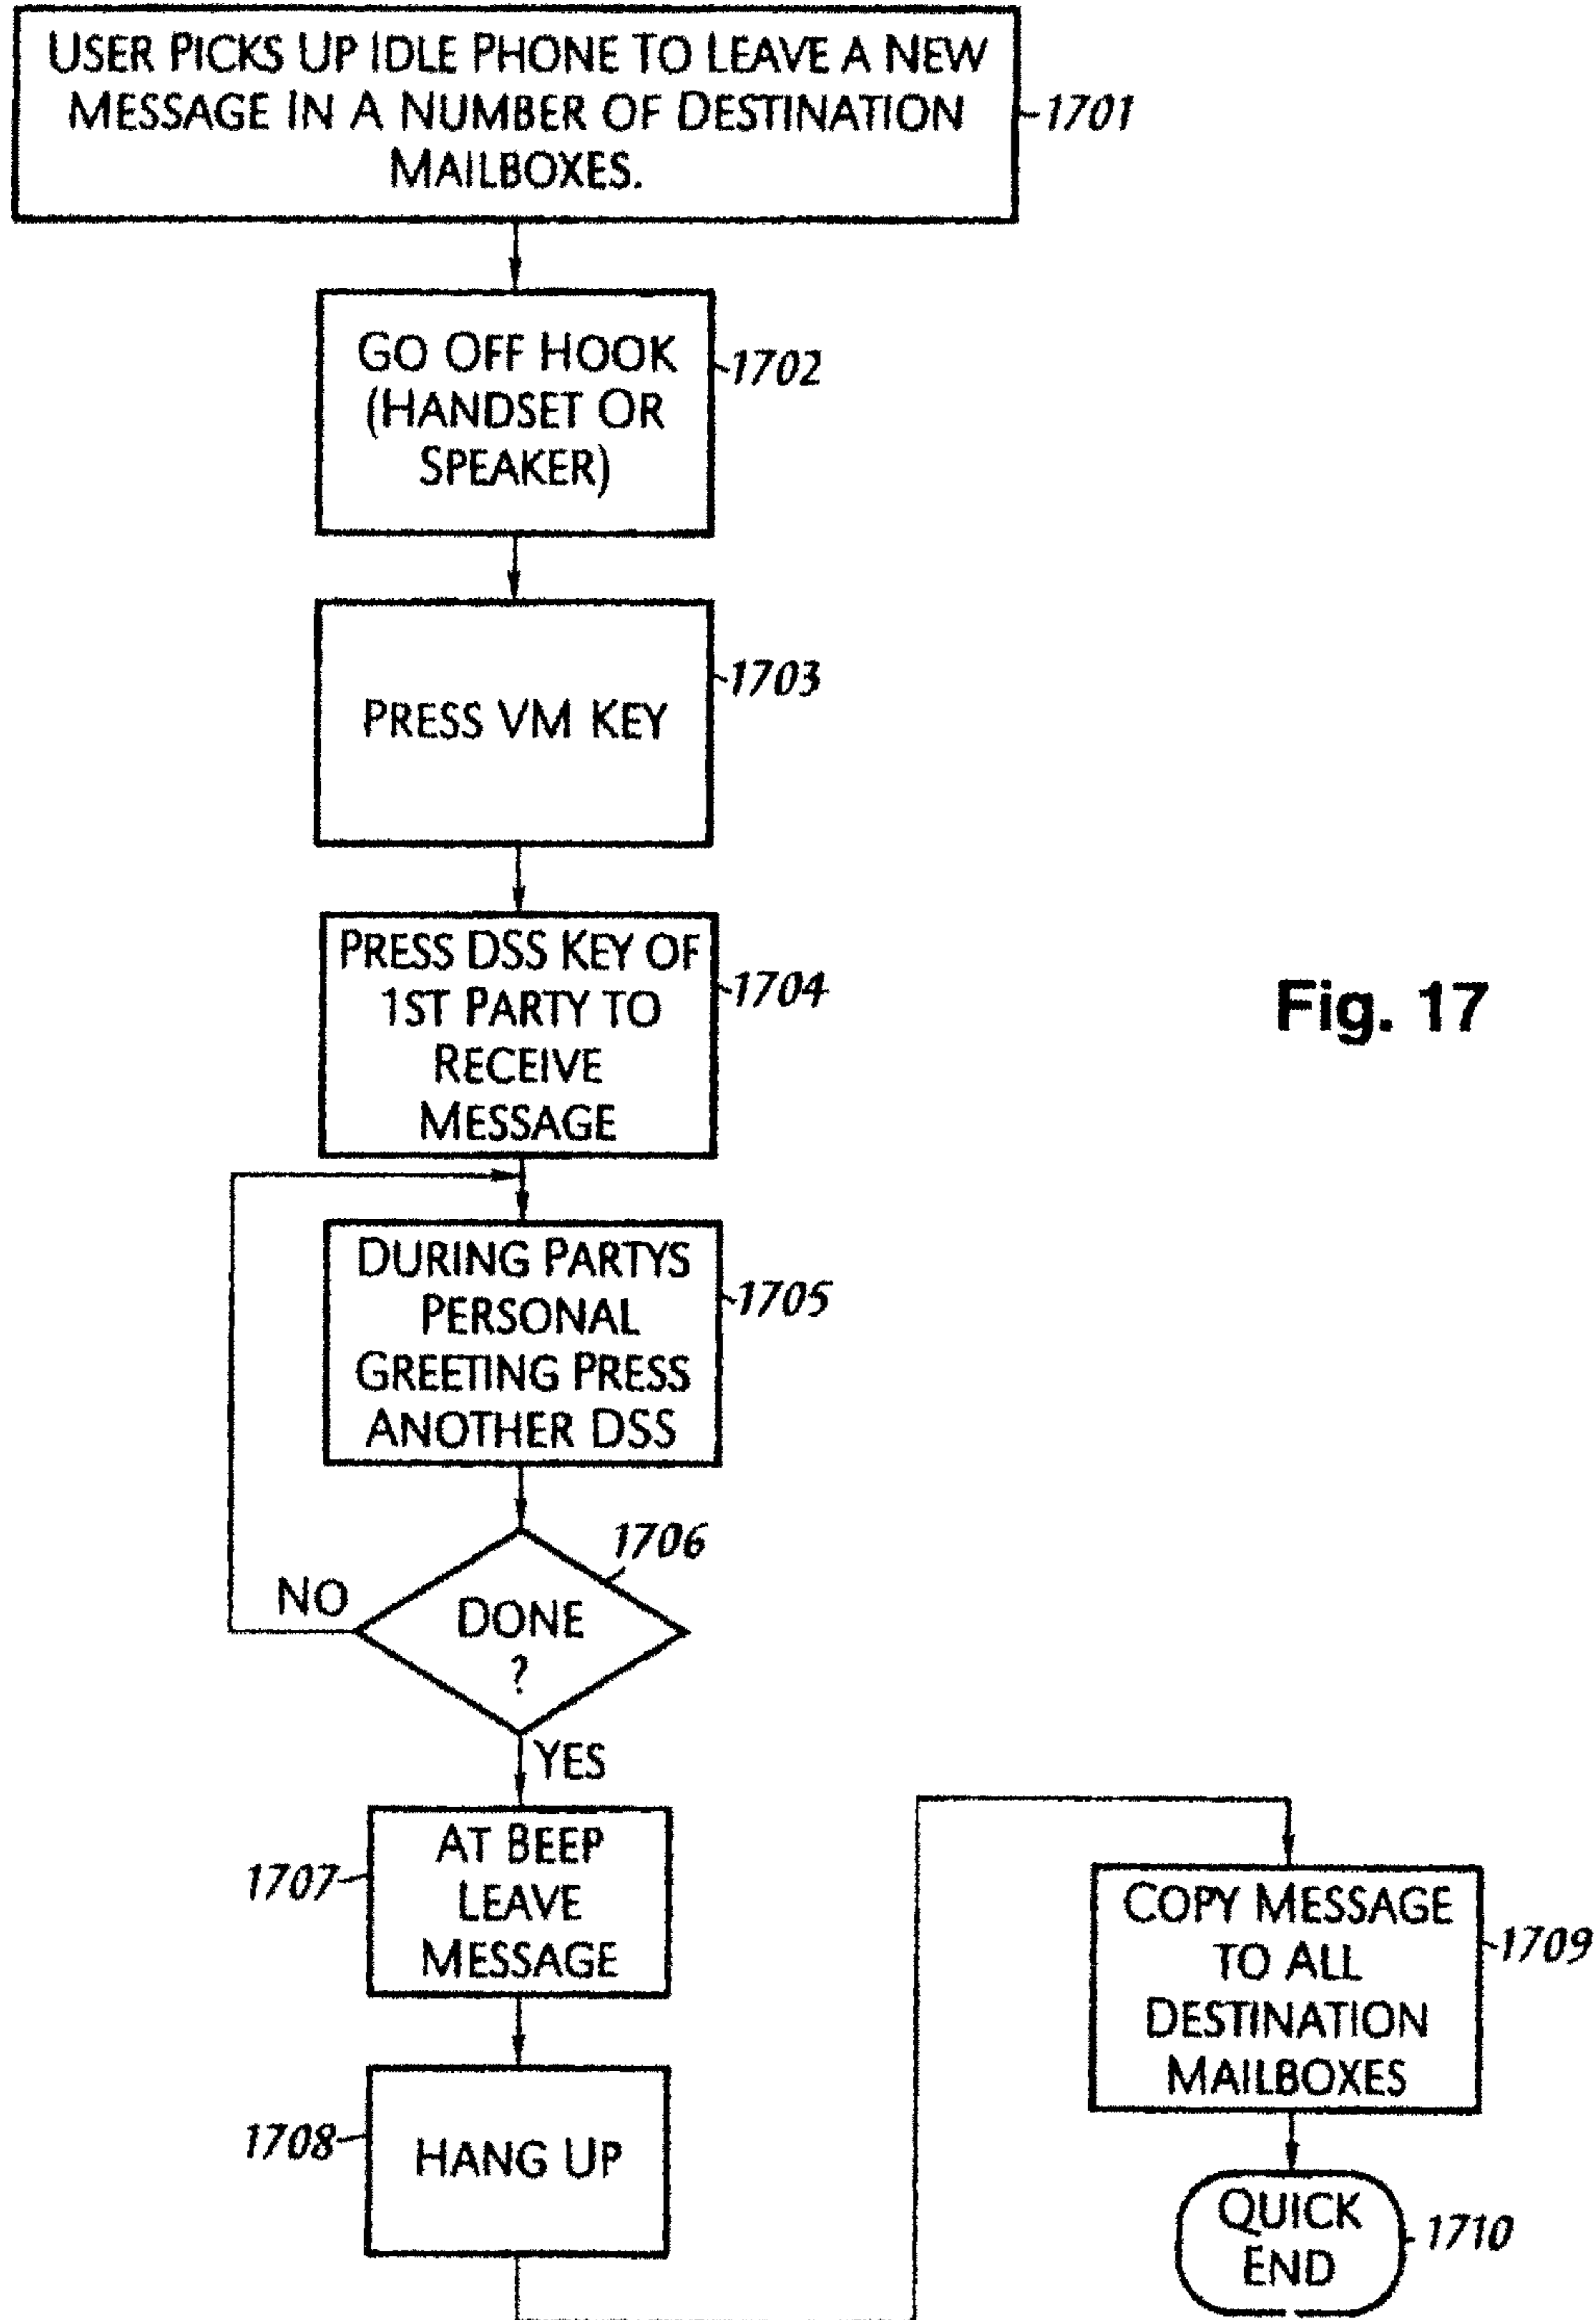 USER PICKS UP IDLE PHONE TO LEAVE A NEW
MESSAGE IN A NUMBER OF DESTINATION
MAILBOXES.
1701
GO OFF HOOK
(HANDSET OR
SPEAKER)
1702
PRESS VM KEY
1703
PRESS DSS KEY OF
1ST PARTY TO
RECEIVE
MESSAGE
1704
Fig. 17
DURING PARTYS
PERSONAL
GREETING PRESS
ANOTHER DSS
1705
1706
NO
DONE
?
YES
AT BEEP
LEAVE
MESSAGE
1707
HANG UP
1708
COPY MESSAGE
TO ALL
DESTINATION
MAILBOXES
1709
QUICK
END
1710